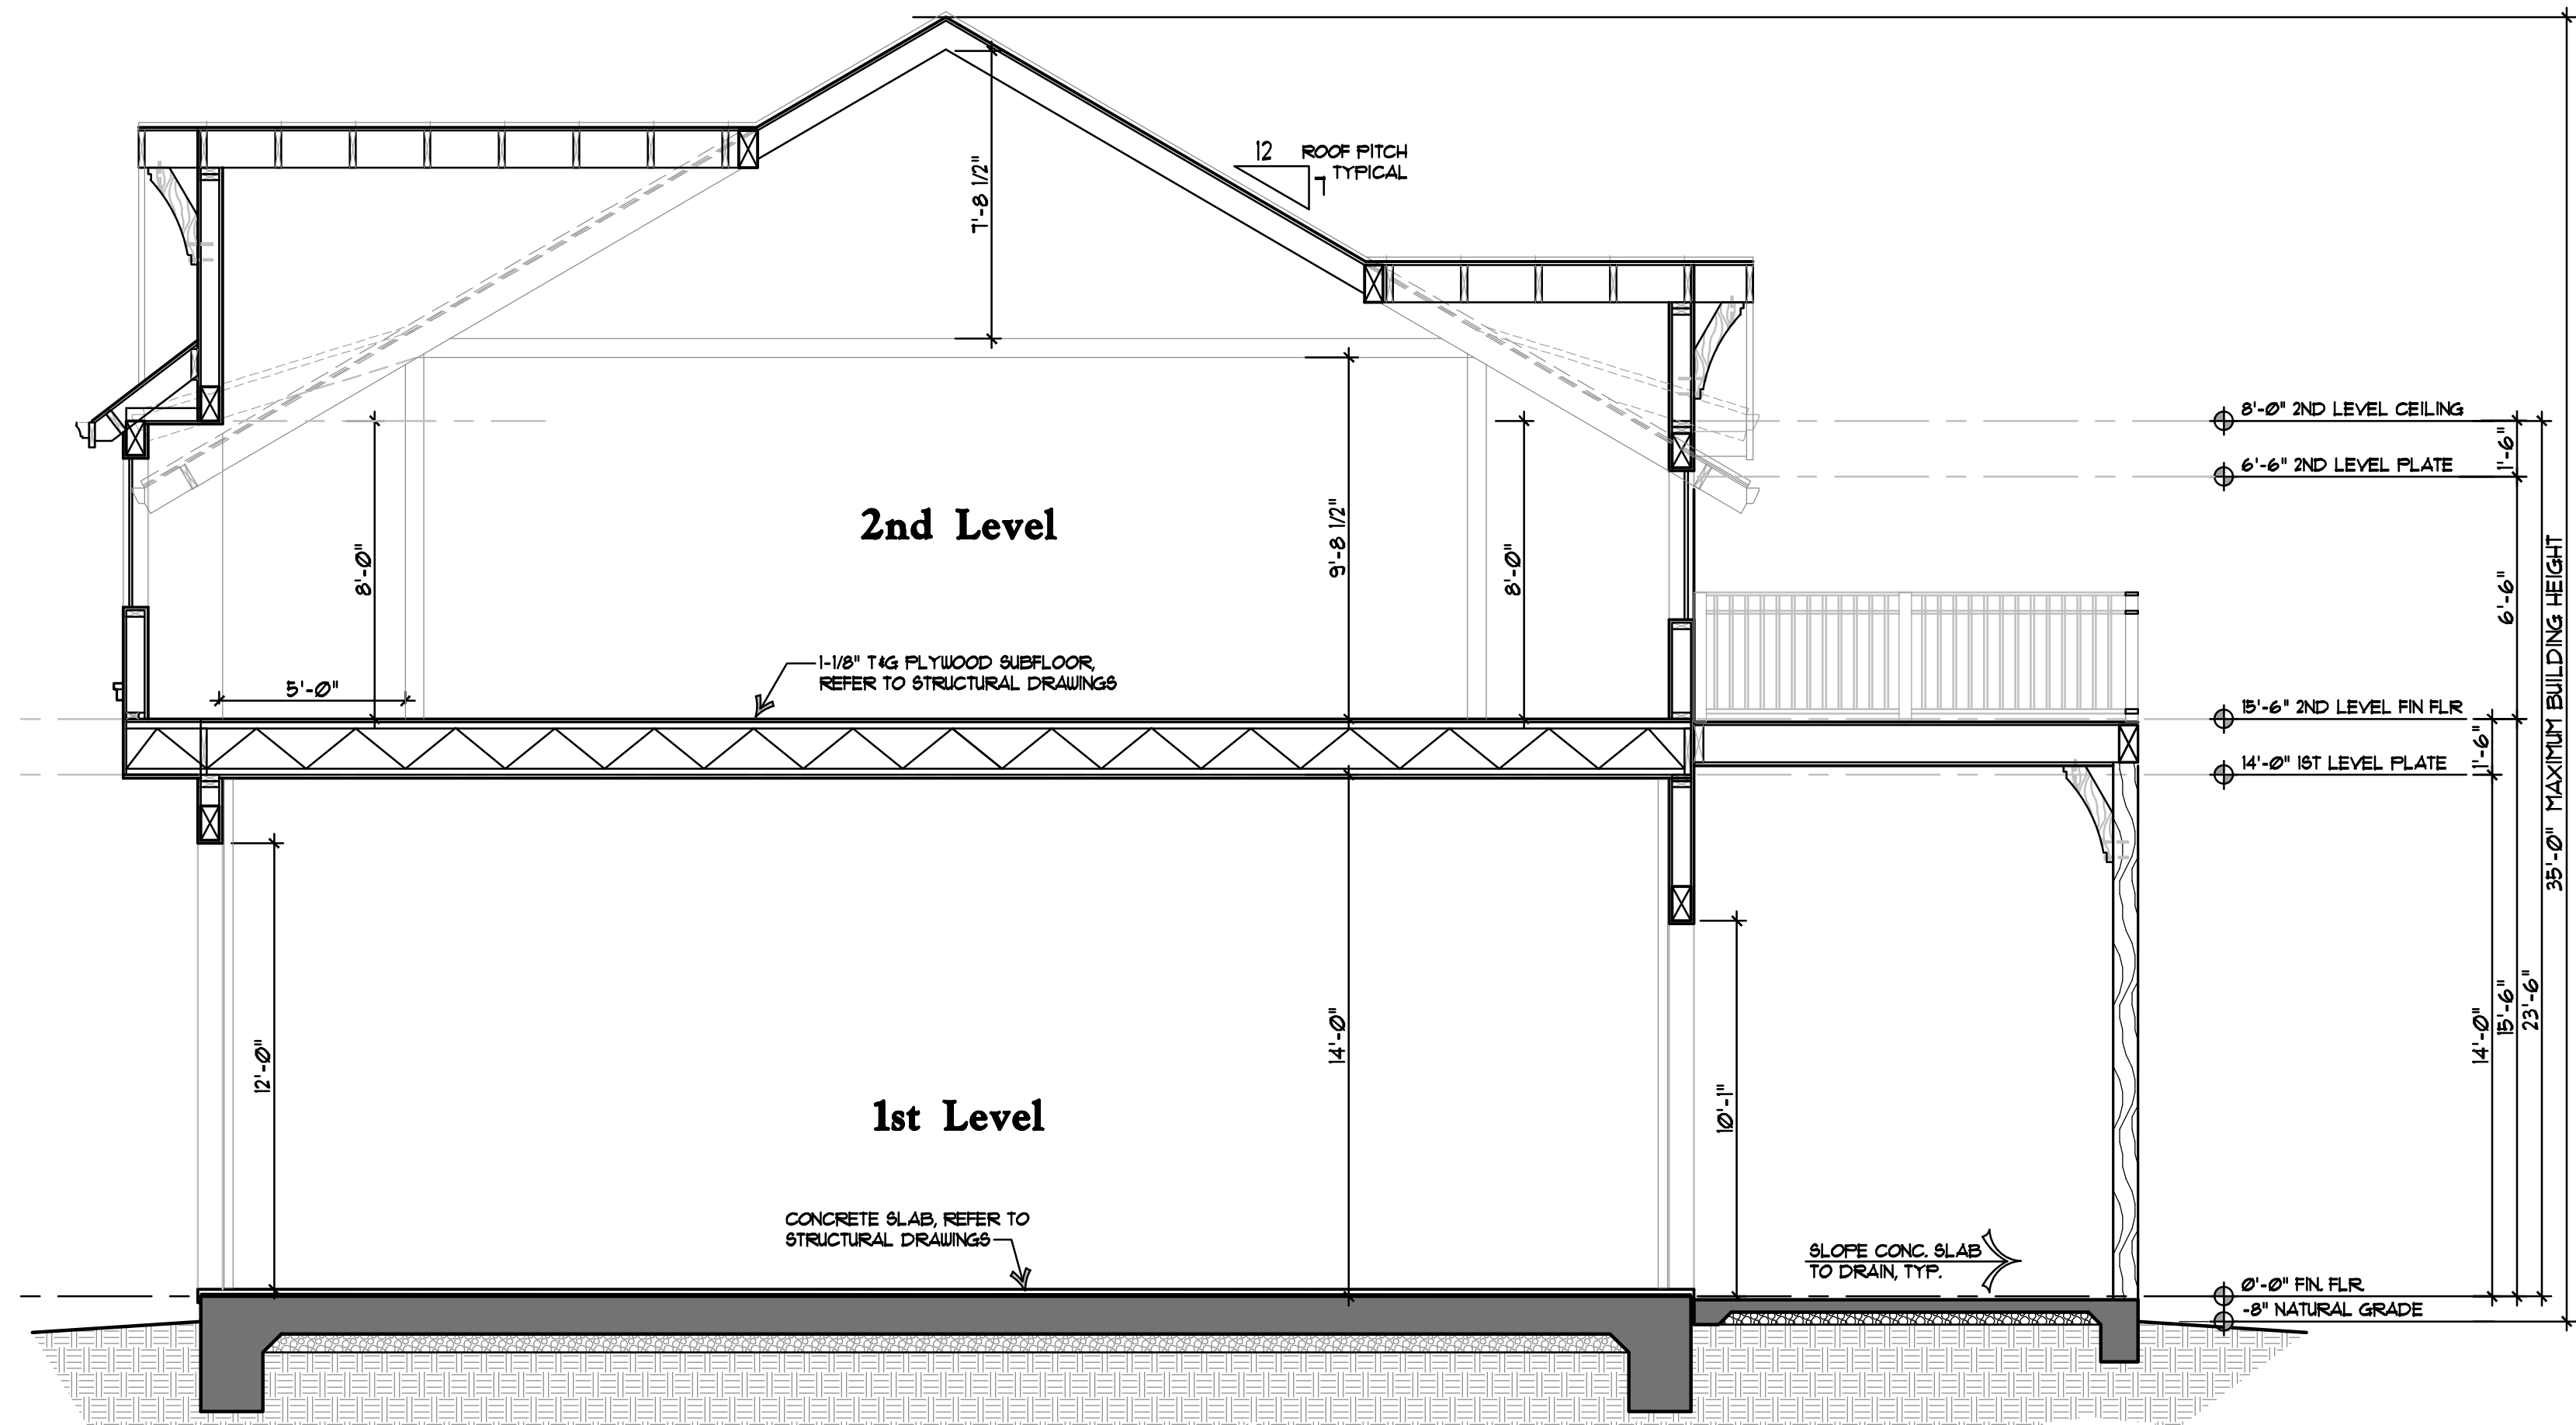 12
ROOF PITCH
7 TYPICAL
7'-8 1/2"
8'-0" 2ND LEVEL CEILING
1'-6"
6'-6" 2ND LEVEL PLATE
2nd Level
8'-0"
9'-8 1/2"
8'-0"
6'-6"
35'-0" MAXIMUM BUILDING HEIGHT
1-1/8" T&G PLYWOOD SUBFLOOR,
REFER TO STRUCTURAL DRAWINGS
5'-0"
15'-6" 2ND LEVEL FIN FLR
1'-6"
14'-0" 1ST LEVEL PLATE
12'-0"
14'-0"
10'-1"
14'-0"
15'-6"
23'-6"
1st Level
CONCRETE SLAB, REFER TO
STRUCTURAL DRAWINGS
SLOPE CONC. SLAB
TO DRAIN, TYP.
0'-0" FIN. FLR
-8" NATURAL GRADE